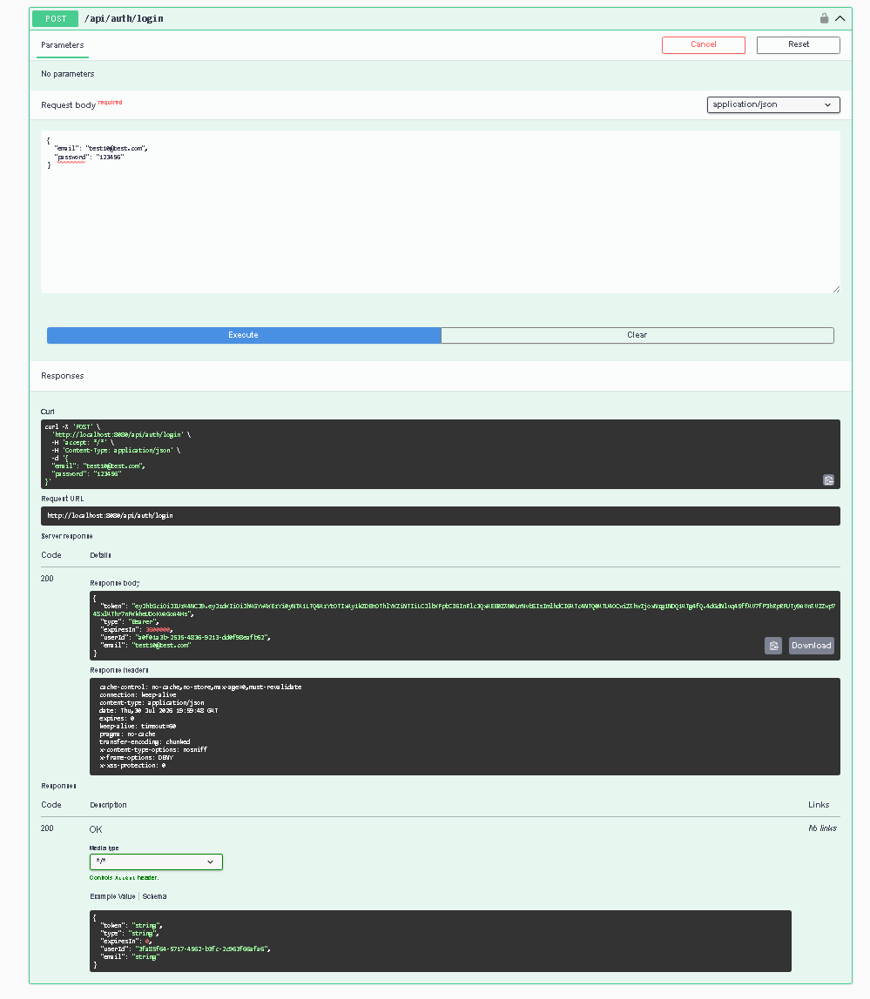 POST /api/auth/login
Parameters
Cancel
Reset
No parameters
Request body required
application/json
{
"email": "test10@test.com",
"password": "123456"
}
Execute
Clear
Responses
Curl
curl -X 'POST' \
'http://localhost:8080/api/auth/login' \
-H 'accept: */*' \
-H 'Content-Type: application/json' \
-d '{
"email": "test10@test.com",
"password": "123456"
}'
Request URL
http://localhost:8080/api/auth/login
Server response
Code Details
200
Response body
{
"token":
"type": "Bearer",
"expiresIn": 3600000,
"userId":
"email": "test10@test.com"
}
Download
Response headers
cache-control: no-cache,no-store,max-age=0,must-revalidate
connection: keep-alive
content-type: application/json
date: Thu,30 Jul 2026 19:59:48 GMT
expires: 0
keep-alive: timeout=60
pragma: no-cache
transfer-encoding: chunked
x-content-type-options: nosniff
x-frame-options: DENY
x-xss-protection: 0
Responses
Code Description Links
200 OK No links
Media type
*/*
Controls Accept header.
Example Value | Schema
{
"token": "string",
"type": "string",
"expiresIn": 0,
"userId": "3fa85f64-5717-4562-b3fc-2c963f66afa6",
"email": "string"
}